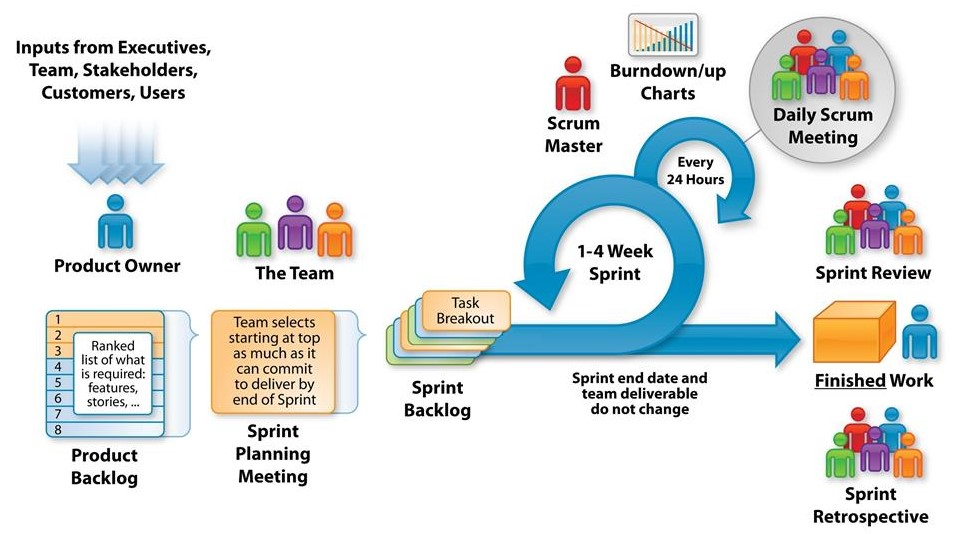 Inputs from Executives,
Team, Stakeholders,
Customers, Users
Product Owner
The Team
1
2
3
4
5
6
7
8
Ranked
list of what
is required:
features,
stories, ...
Product
Backlog
Team selects
starting at top
as much as it
can commit
to deliver by
end of Sprint
Sprint
Planning
Meeting
Task
Breakout
Sprint
Backlog
Scrum
Master
Burndown/up
Charts
Daily Scrum
Meeting
Every
24 Hours
1-4 Week
Sprint
Sprint end date and
team deliverable
do not change
Sprint Review
Finished Work
Sprint
Retrospective